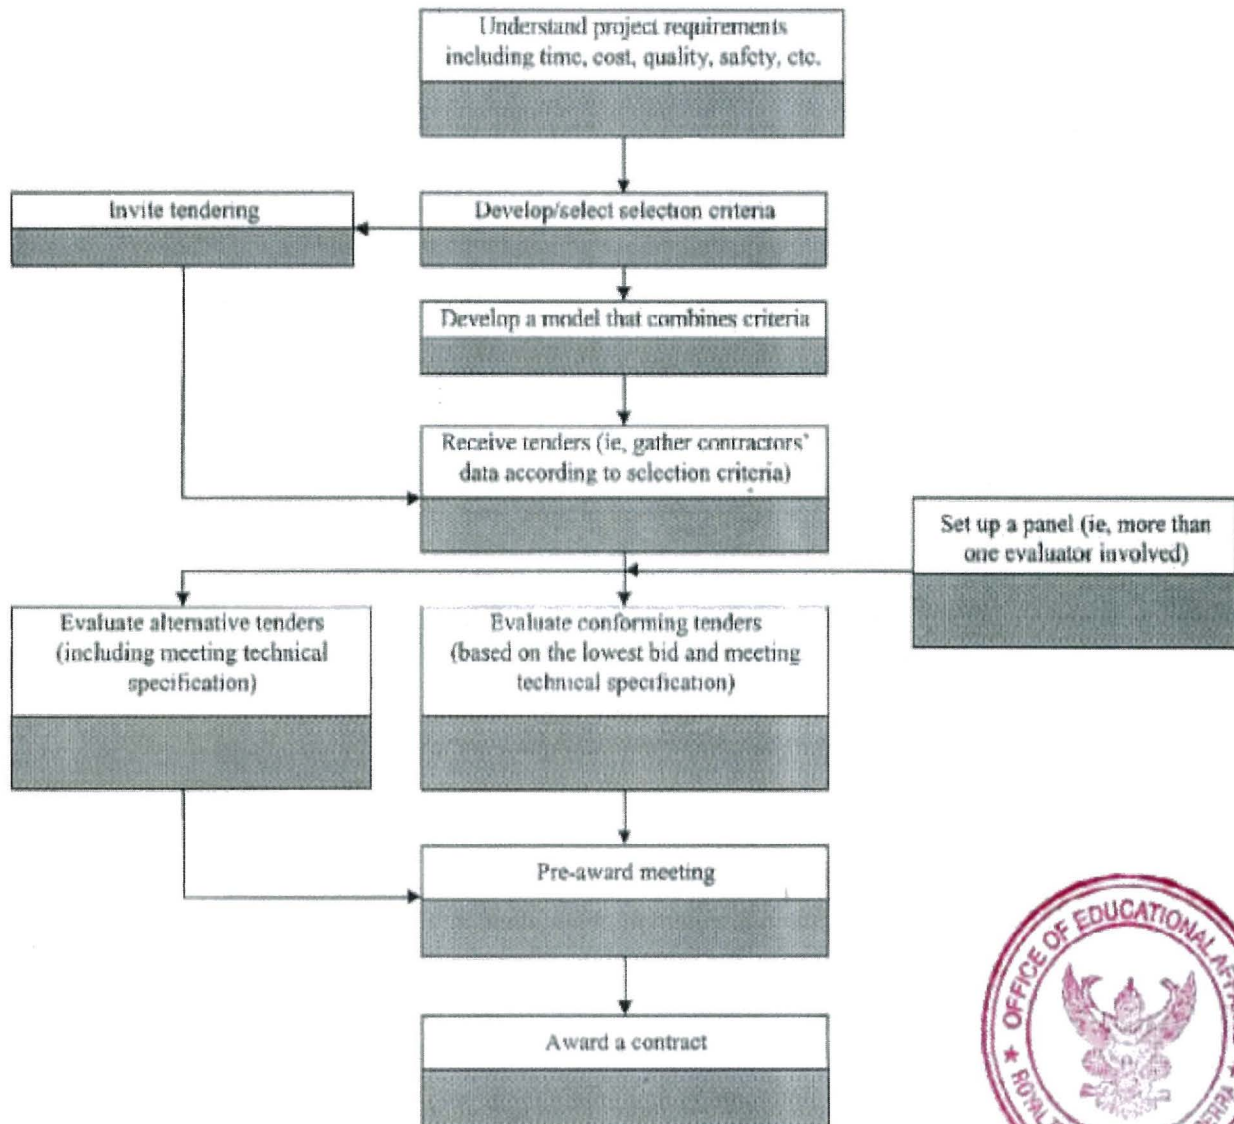 Understand project requirements
including time, cost, quality, safety, etc.
Invite tendering
Develop/select selection criteria
Develop a model that combines criteria
Receive tenders (ie, gather contractors'
data according to selection criteria)
Set up a panel (ie, more than
one evaluator involved)
Evaluate alternative tenders
(including meeting technical
specification)
Evaluate conforming tenders
(based on the lowest bid and meeting
technical specification)
Pre-award meeting
Award a contract
OFFICE OF EDUCATIONAL
ROYAL